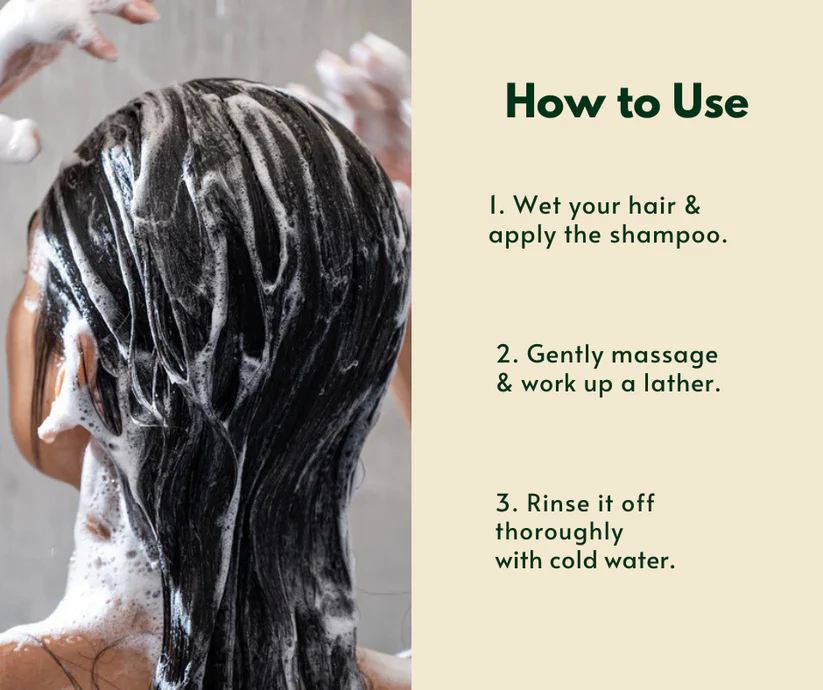 How to Use
1. Wet your hair &
apply the shampoo.
2. Gently massage
& work up a lather.
3. Rinse it off
thoroughly
with cold water.